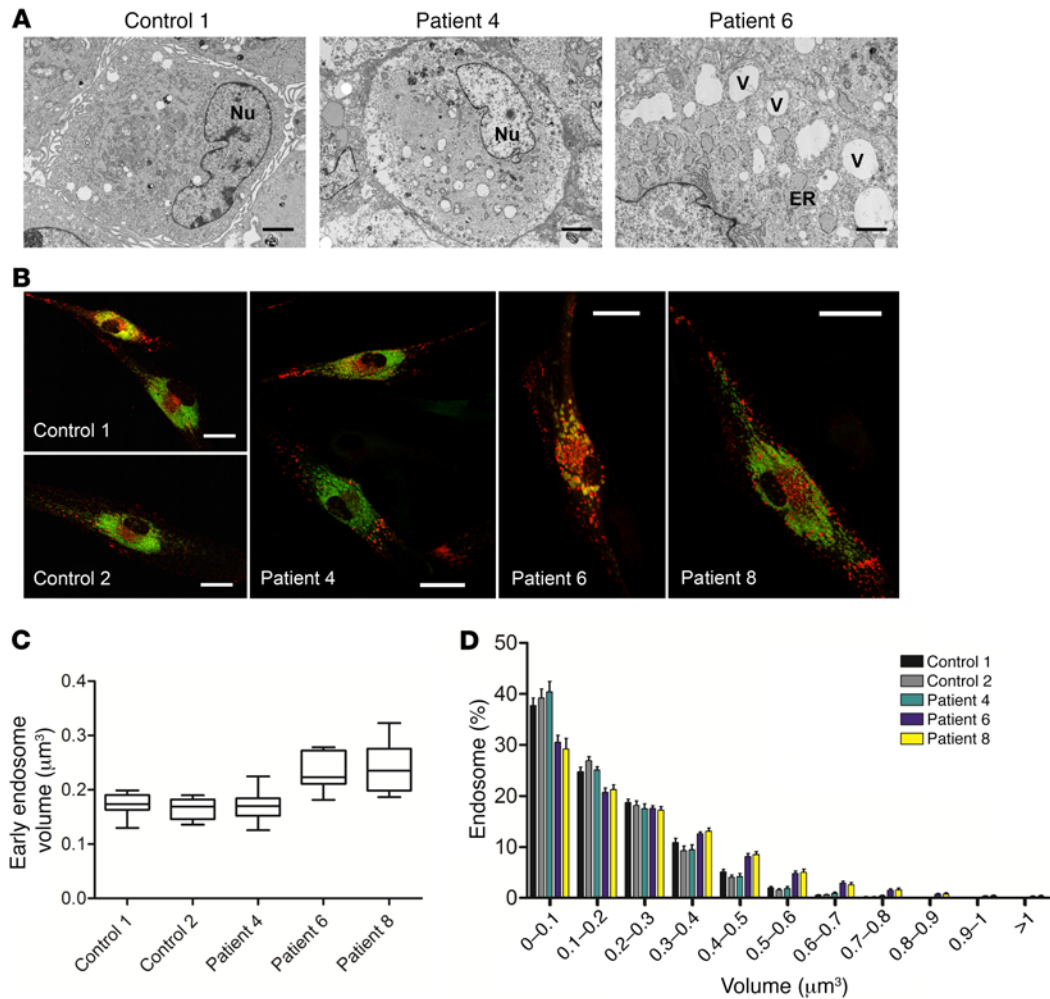 A
Control 1
Patient 4
Patient 6
Nu
Nu
V
V
V
ER
B
Control 1
Control 2
Patient 4
Patient 6
Patient 8
C
Early endosome
volume (μm³)
0.4
0.3
0.2
0.1
0.0
Control 1
Control 2
Patient 4
Patient 6
Patient 8
D
Endosome (%)
50
40
30
20
10
0
Control 1
Control 2
Patient 4
Patient 6
Patient 8
0–0.1
0.1–0.2
0.2–0.3
0.3–0.4
0.4–0.5
0.5–0.6
0.6–0.7
0.7–0.8
0.8–0.9
0.9–1
>1
Volume (μm³)